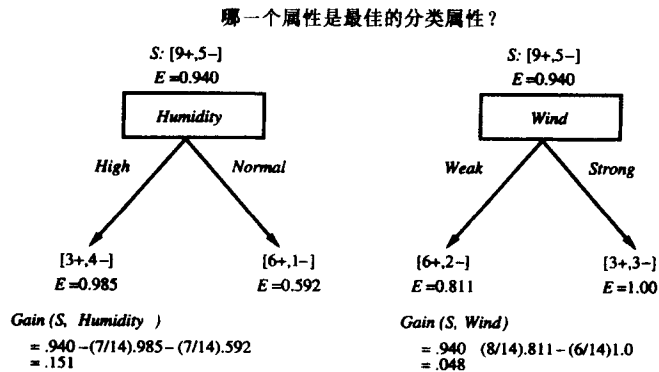 哪一个属性是最佳的分类属性?
S: [9+,5−]
E =0.940
Humidity
High
Normal
[3+,4−]
E =0.985
[6+,1−]
E =0.592
Gain (S, Humidity )
= .940 −(7/14).985 −(7/14).592
= .151
S: [9+,5−]
E =0.940
Wind
Weak
Strong
[6+,2−]
E =0.811
[3+,3−]
E =1.00
Gain (S, Wind)
= .940 (8/14).811 −(6/14)1.0
= .048